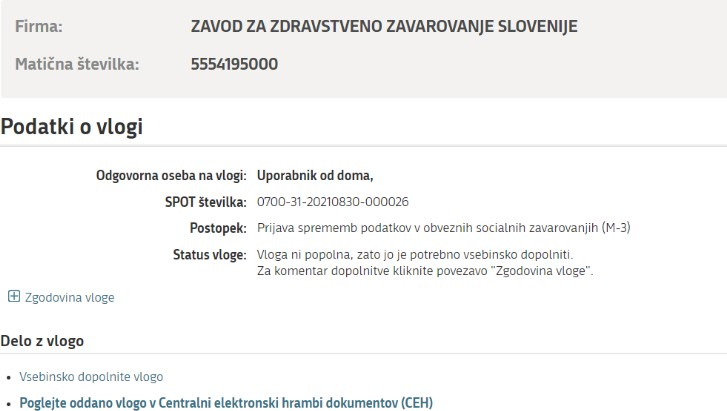 Firma: ZAVOD ZA ZDRAVSTVENO ZAVAROVANJE SLOVENIJE
Matična številka: 5554195000
Podatki o vlogi
Odgovorna oseba na vlogi: Uporabnik od doma,
SPOT številka: 0700-31-20210830-000026
Postopek: Prijava sprememb podatkov v obveznih socialnih zavarovanjih (M-3)
Status vloge: Vloga ni popolna, zato jo je potrebno vsebinsko dopolniti.
Za komentar dopolnitve kliknite povezavo "Zgodovina vloge".
Zgodovina vloge
Delo z vlogo
• Vsebinsko dopolnite vlogo
• Poglejte oddano vlogo v Centralni elektronski hrambi dokumentov (CEH)